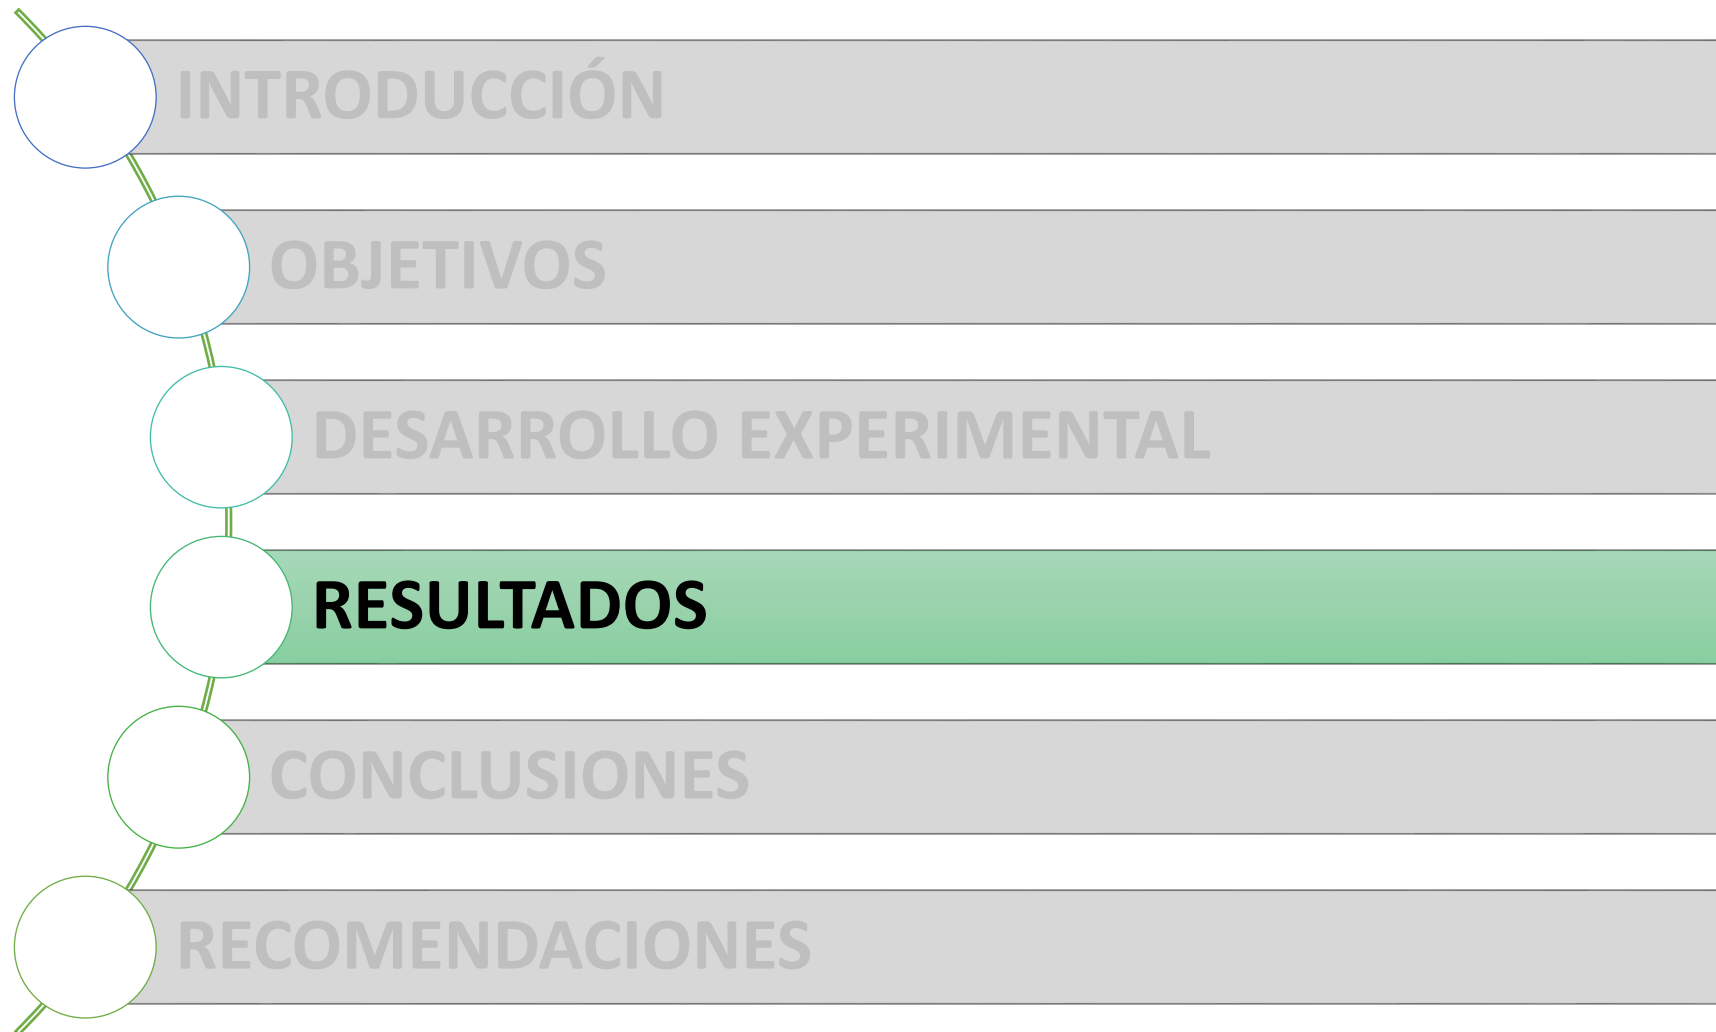 INTRODUCCIÓN
OBJETIVOS
DESARROLLO EXPERIMENTAL
RESULTADOS
CONCLUSIONES
RECOMENDACIONES